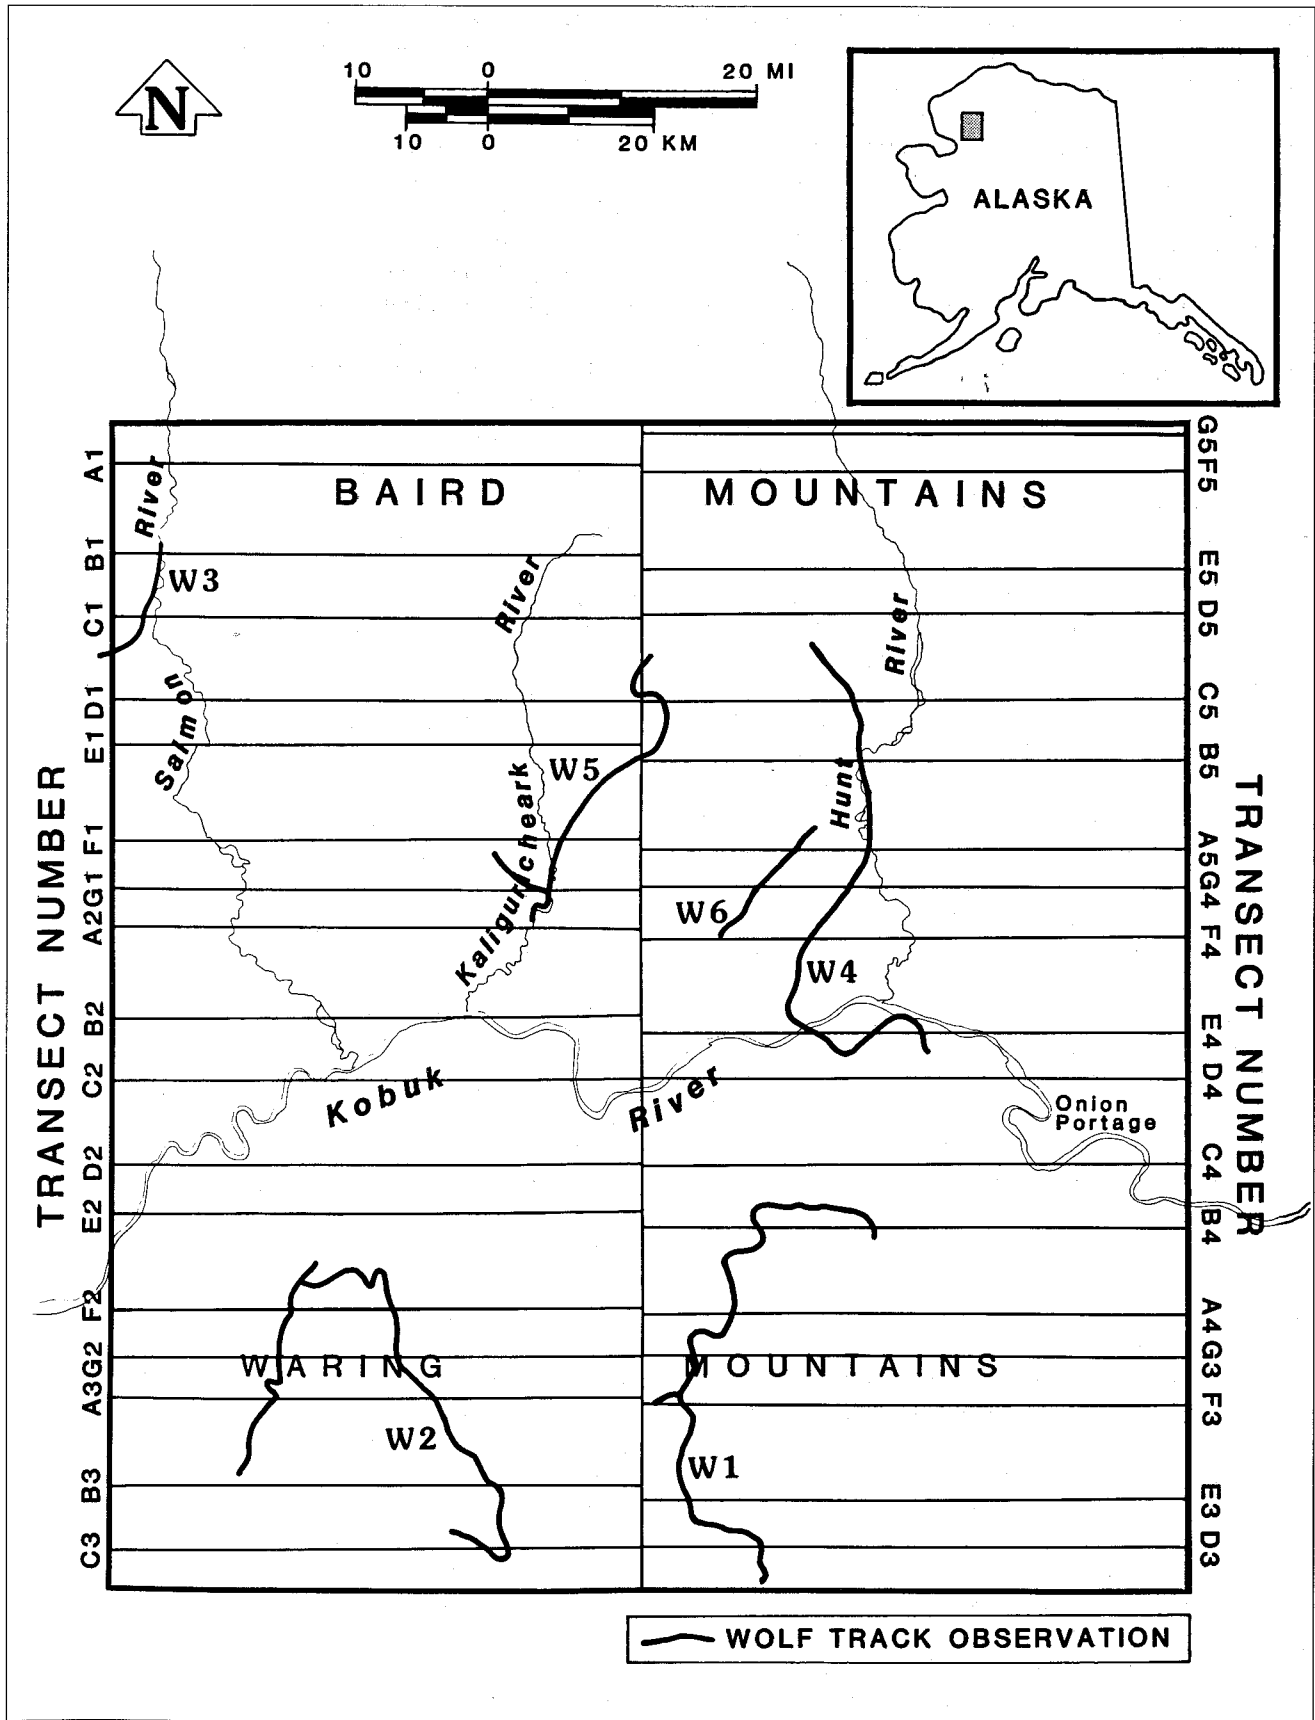 N
10 0 20 MI
10 0 20 KM
ALASKA
TRANSECT NUMBER
A1
B1
C1
D1
E1
F1
G1
A2
B2
C2
D2
E2
F2
G2
A3
B3
C3
G5
F5
E5
D5
C5
B5
A5
G4
F4
E4
D4
C4
B4
A4
G3
F3
E3
D3
TRANSECT NUMBER
BAIRD MOUNTAINS
River
W3
Salmon
River
W5
Kaliguricheark
River
Hunt
W6
W4
Kobuk River
Onion
Portage
WARING MOUNTAINS
W2
W1
WOLF TRACK OBSERVATION